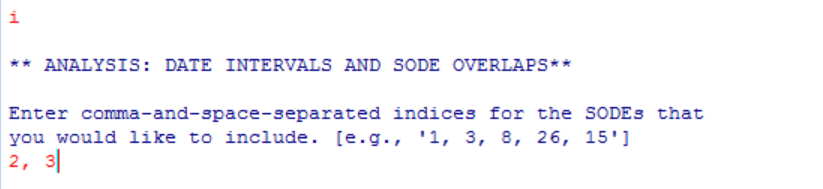 i
** ANALYSIS: DATE INTERVALS AND SODE OVERLAPS**
Enter comma-and-space-separated indices for the SODEs that
you would like to include. [e.g., '1, 3, 8, 26, 15']
2, 3